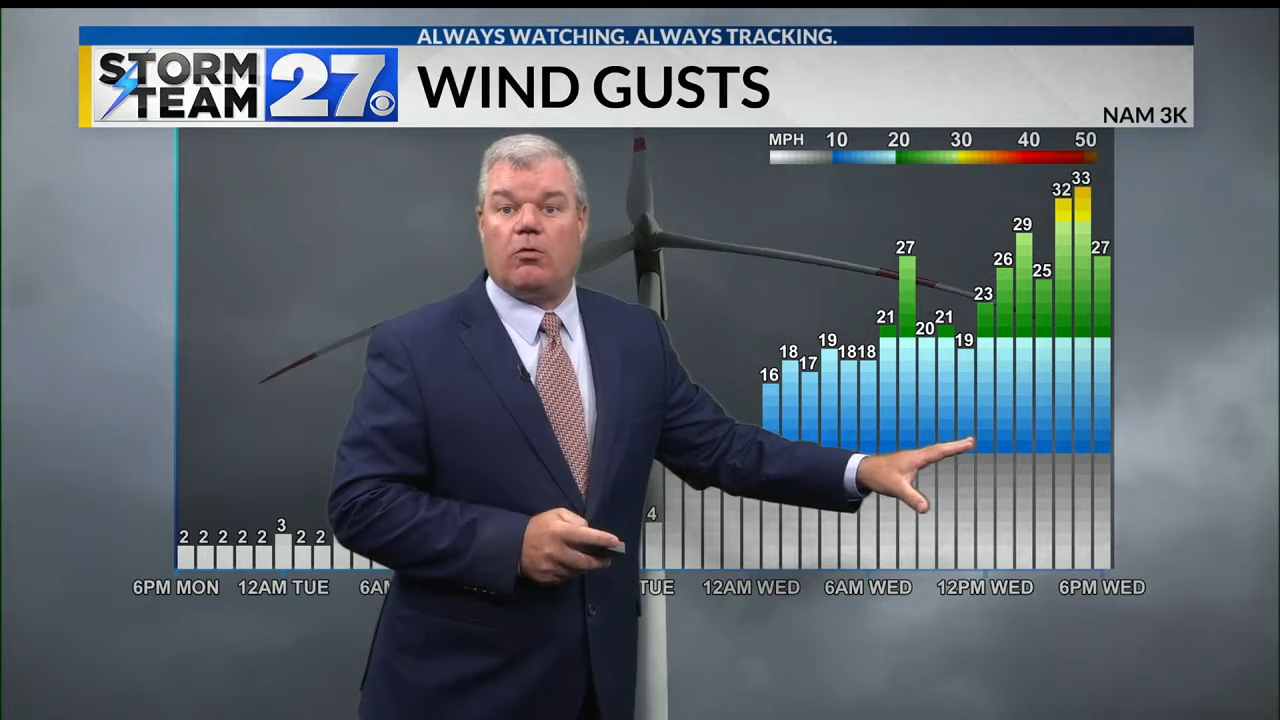 ALWAYS WATCHING. ALWAYS TRACKING.
STORM TEAM 27
WIND GUSTS
NAM 3K
MPH 10 20 30 40 50
2 2 2 2 2 3 2 2 4 16 18 17 19 18 18 21 27 20 21 19 23 26 29 25 32 33 27
6PM MON 12AM TUE 6AM TUE 12AM WED 6AM WED 12PM WED 6PM WED